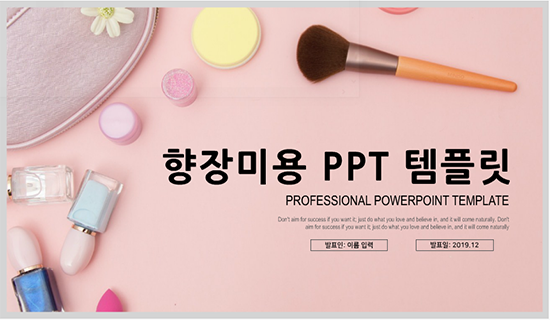 향장미용 PPT 템플릿
PROFESSIONAL POWERPOINT TEMPLATE
Don't aim for success if you want it; just do what you love and believe in, and it will come naturally. Don't
aim for success if you want it; just do what you love and believe in, and it will come naturally
발표인: 이름 입력
발표일: 2019.12